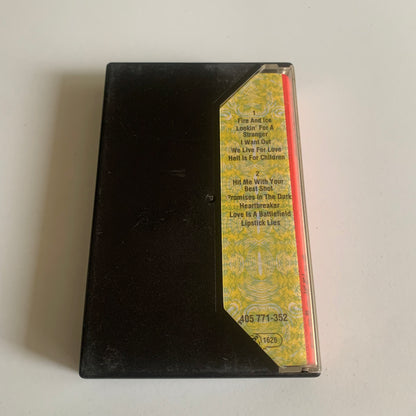 1
Fire And Ice
Lookin' For A
Stranger
I Want Out
We Live For Love
Hell Is For Children
2
Hit Me With Your
Best Shot
Promises In The Dark
Heartbreaker
Love Is A Battlefield
Lipstick Lies
405 771-352
1626